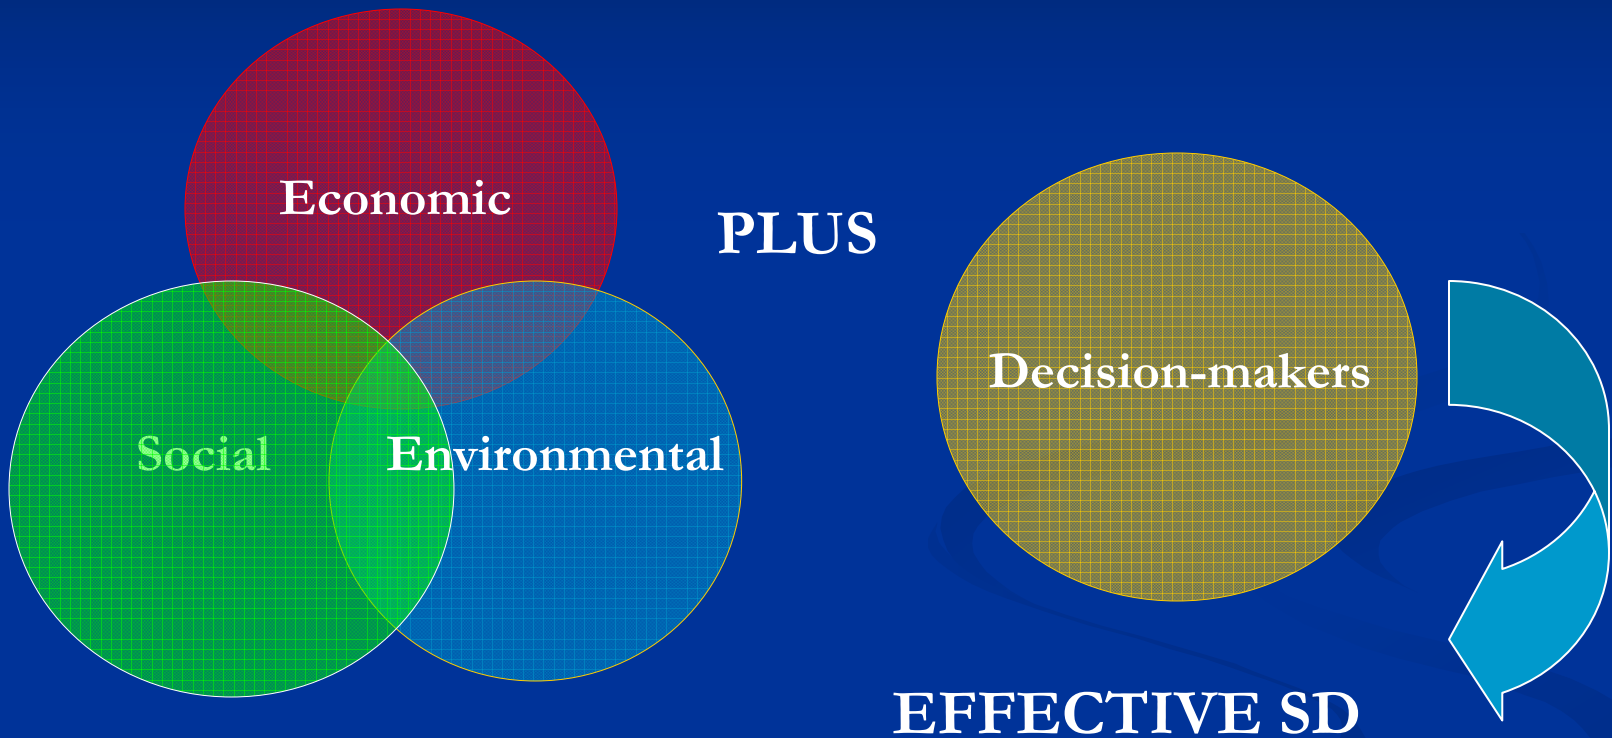 Economic
PLUS
Decision-makers
Social
Environmental
EFFECTIVE SD